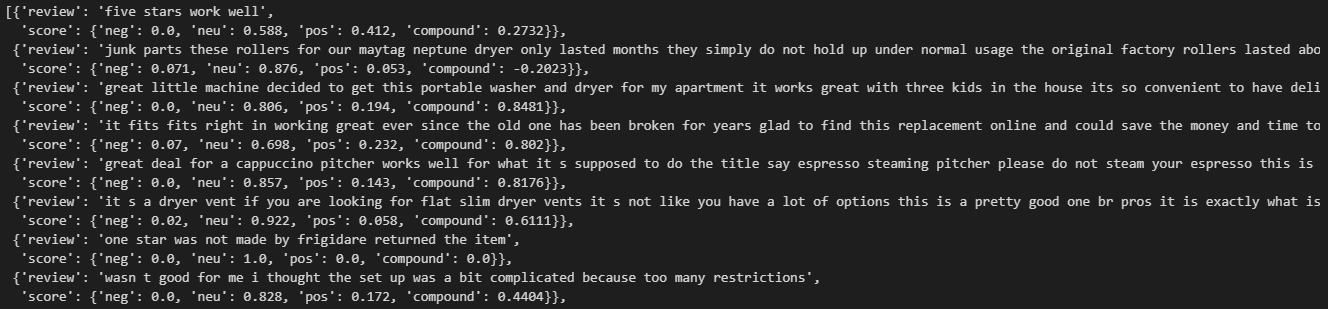 [{'review': 'five stars work well',
'score': {'neg': 0.0, 'neu': 0.588, 'pos': 0.412, 'compound': 0.2732}},
{'review': 'junk parts these rollers for our maytag neptune dryer only lasted months they simply do not hold up under normal usage the original factory rollers lasted abo
'score': {'neg': 0.071, 'neu': 0.876, 'pos': 0.053, 'compound': -0.2023}},
{'review': 'great little machine decided to get this portable washer and dryer for my apartment it works great with three kids in the house its so convenient to have deli
'score': {'neg': 0.0, 'neu': 0.806, 'pos': 0.194, 'compound': 0.8481}},
{'review': 'it fits fits right in working great ever since the old one has been broken for years glad to find this replacement online and could save the money and time to
'score': {'neg': 0.07, 'neu': 0.698, 'pos': 0.232, 'compound': 0.802}},
{'review': 'great deal for a cappuccino pitcher works well for what it s supposed to do the title say espresso steaming pitcher please do not steam your espresso this is
'score': {'neg': 0.0, 'neu': 0.857, 'pos': 0.143, 'compound': 0.8176}},
{'review': 'it s a dryer vent if you are looking for flat slim dryer vents it s not like you have a lot of options this is a pretty good one br pros it is exactly what is
'score': {'neg': 0.02, 'neu': 0.922, 'pos': 0.058, 'compound': 0.6111}},
{'review': 'one star was not made by frigidare returned the item',
'score': {'neg': 0.0, 'neu': 1.0, 'pos': 0.0, 'compound': 0.0}},
{'review': 'wasn t good for me i thought the set up was a bit complicated because too many restrictions',
'score': {'neg': 0.0, 'neu': 0.828, 'pos': 0.172, 'compound': 0.4404}},